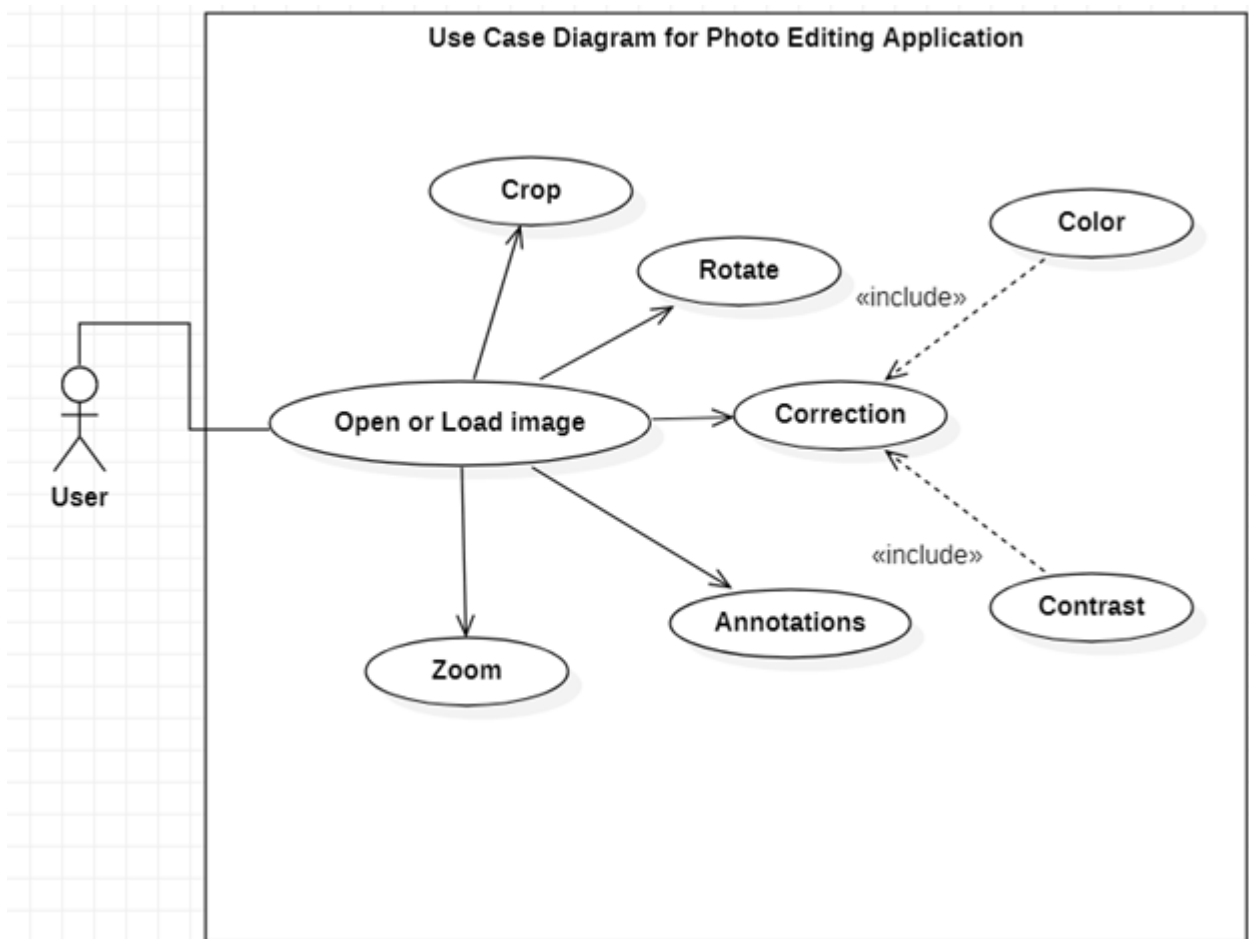 Use Case Diagram for Photo Editing Application
Crop
Color
Rotate
«include»
Open or Load image
Correction
User
«include»
Contrast
Annotations
Zoom